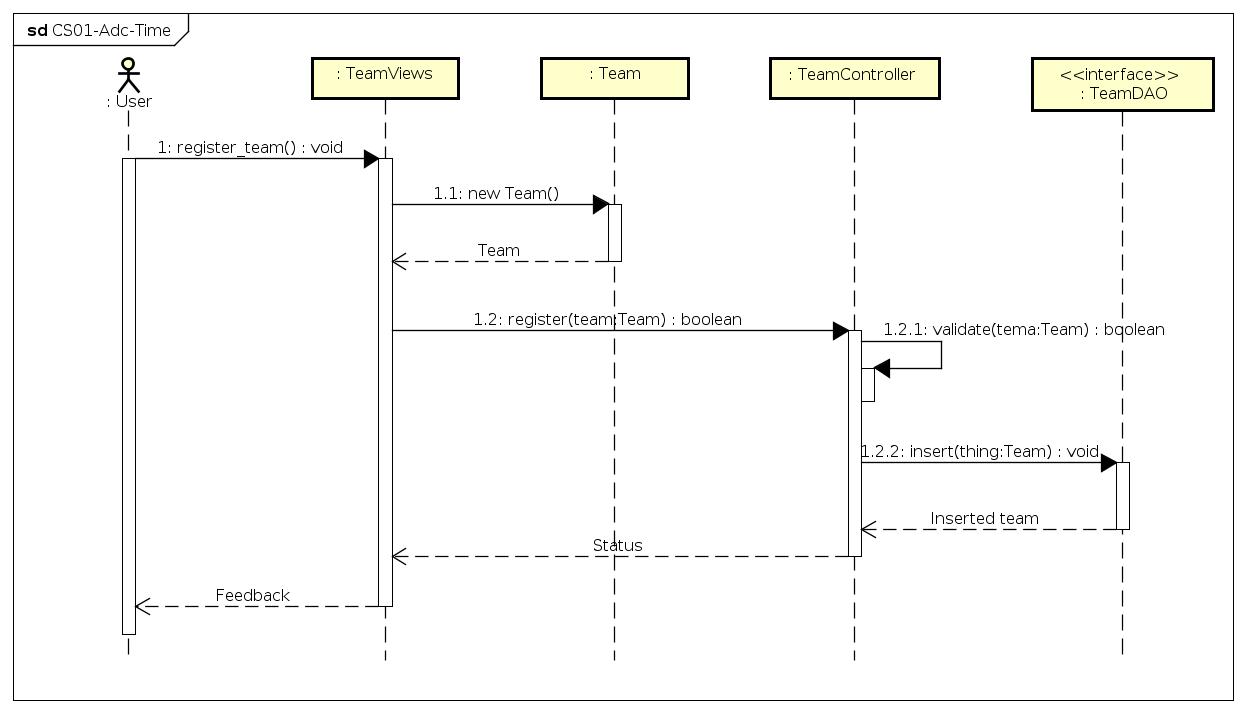 sd CS01-Adc-Time
: User
: TeamViews
: Team
: TeamController
<<interface>>
: TeamDAO
1: register_team() : void
1.1: new Team()
Team
1.2: register(team:Team) : boolean
1.2.1: validate(tema:Team) : boolean
1.2.2: insert(thing:Team) : void
Inserted team
Status
Feedback